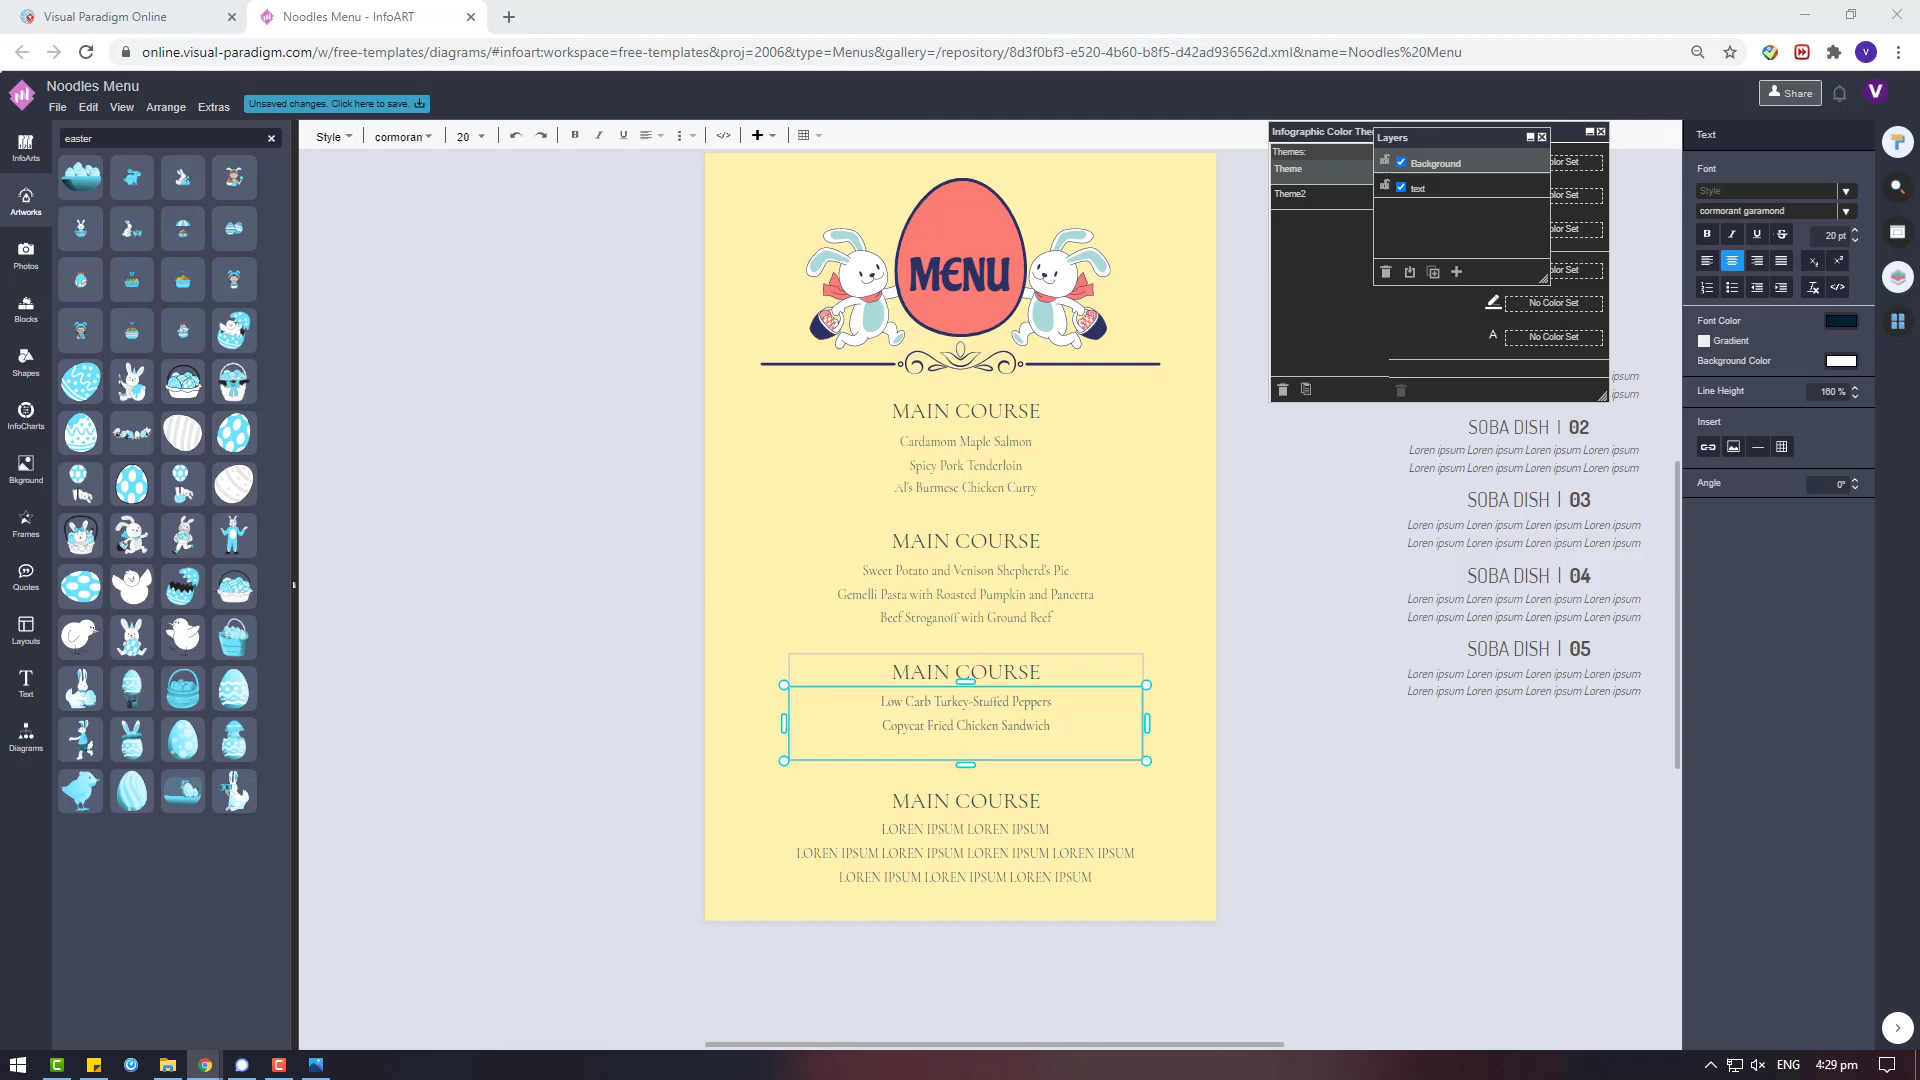 Visual Paradigm Online
Noodles Menu - InfoART
online.visual-paradigm.com/w/free-templates/diagrams/#infoart:workspace=free-templates&proj=2006&type=Menus&gallery=/repository/8d3f0bf3-e520-4b60-b8f5-d42ad936562d.xml&name=Noodles%20Menu
V
Noodles Menu
File Edit View Arrange Extras
Unsaved changes. Click here to save.
Share
V
easter
Style cormoran 20 B I U </>
InfoArts
Artworks
Photos
Blocks
Shapes
InfoCharts
Bkground
Frames
Quotes
Layouts
Text
Diagrams
MENU
MAIN COURSE
Cardamom Maple Salmon
Spicy Pork Tenderloin
Al's Burmese Chicken Curry
MAIN COURSE
Sweet Potato and Venison Shepherd's Pie
Gemelli Pasta with Roasted Pumpkin and Pancetta
Beef Stroganoff with Ground Beef
MAIN COURSE
Low Carb Turkey-Stuffed Peppers
Copycat Fried Chicken Sandwich
MAIN COURSE
LOREN IPSUM LOREN IPSUM
LOREN IPSUM LOREN IPSUM LOREN IPSUM LOREN IPSUM
LOREN IPSUM LOREN IPSUM LOREN IPSUM
Infographic Color The
Themes:
Theme
Theme2
Layers
Background
text
olor Set
olor Set
olor Set
olor Set
No Color Set
A No Color Set
ipsum
ipsum
SOBA DISH | 02
Loren ipsum Loren ipsum Loren ipsum Loren ipsum
Loren ipsum Loren ipsum Loren ipsum Loren ipsum
SOBA DISH | 03
Loren ipsum Loren ipsum Loren ipsum Loren ipsum
Loren ipsum Loren ipsum Loren ipsum Loren ipsum
SOBA DISH | 04
Loren ipsum Loren ipsum Loren ipsum Loren ipsum
Loren ipsum Loren ipsum Loren ipsum Loren ipsum
SOBA DISH | 05
Loren ipsum Loren ipsum Loren ipsum Loren ipsum
Loren ipsum Loren ipsum Loren ipsum Loren ipsum
Text
Font
Style
cormorant garamond
B I U S 20 pt
Font Color
Gradient
Background Color
Line Height 160 %
Insert
Angle 0°
ENG 4:29 pm